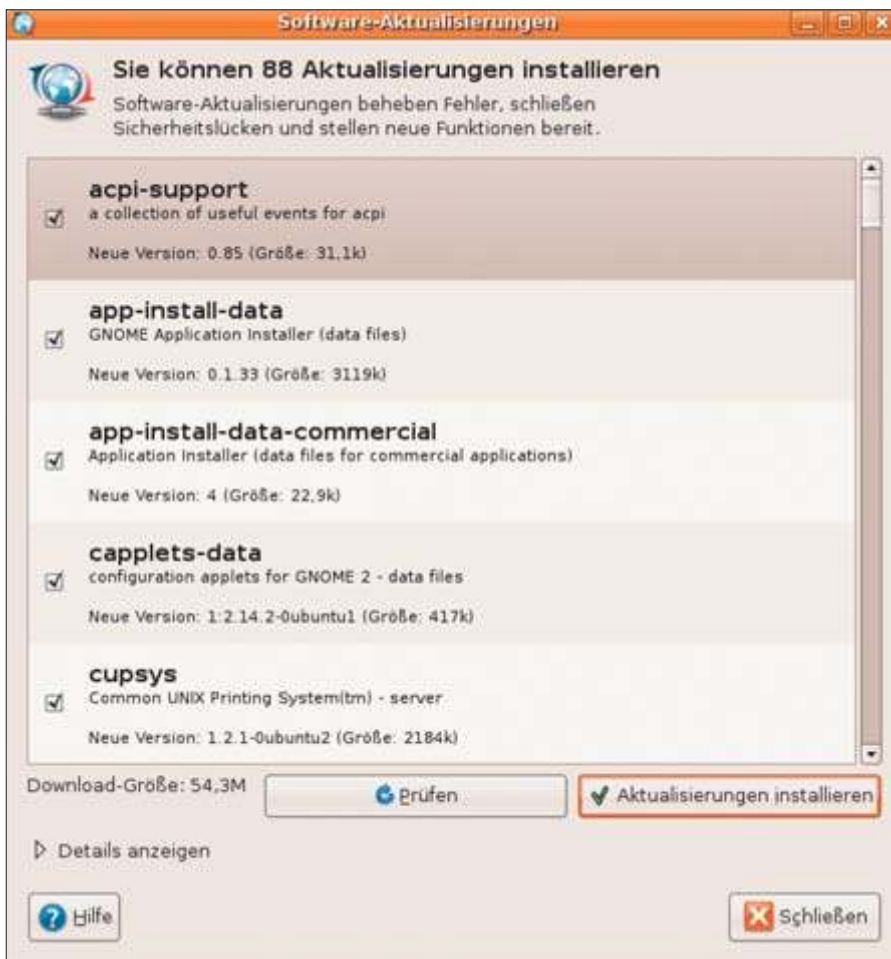 Software-Aktualisierungen
Sie können 88 Aktualisierungen installieren
Software-Aktualisierungen beheben Fehler, schließen
Sicherheitslücken und stellen neue Funktionen bereit.
acpi-support
a collection of useful events for acpi
Neue Version: 0.85 (Größe: 31,1k)
app-install-data
GNOME Application Installer (data files)
Neue Version: 0.1.33 (Größe: 3119k)
app-install-data-commercial
Application Installer (data files for commercial applications)
Neue Version: 4 (Größe: 22,9k)
capplets-data
configuration applets for GNOME 2 - data files
Neue Version: 1:2.14.2-0ubuntu1 (Größe: 417k)
cupsys
Common UNIX Printing System(tm) - server
Neue Version: 1.2.1-0ubuntu2 (Größe: 2184k)
Download-Größe: 54,3M
Prüfen
Aktualisierungen installieren
Details anzeigen
Hilfe
Schließen